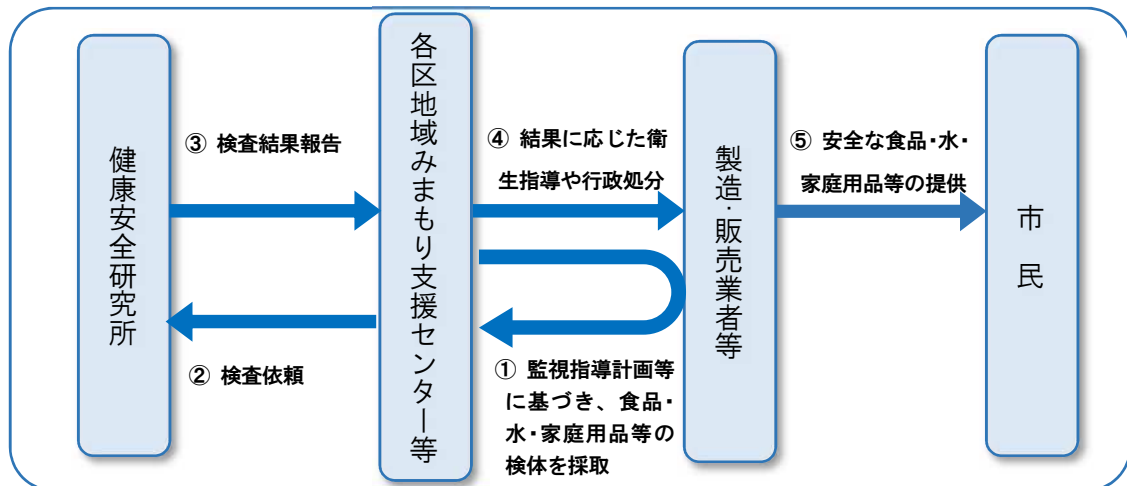 健康安全研究所
③ 検査結果報告
② 検査依頼
各区地域みまもり支援センター等
④ 結果に応じた衛
生指導や行政処分
① 監視指導計画等
に基づき、食品・
水・家庭用品等の
検体を採取
製造・販売業者等
⑤ 安全な食品・水・
家庭用品等の提供
市民